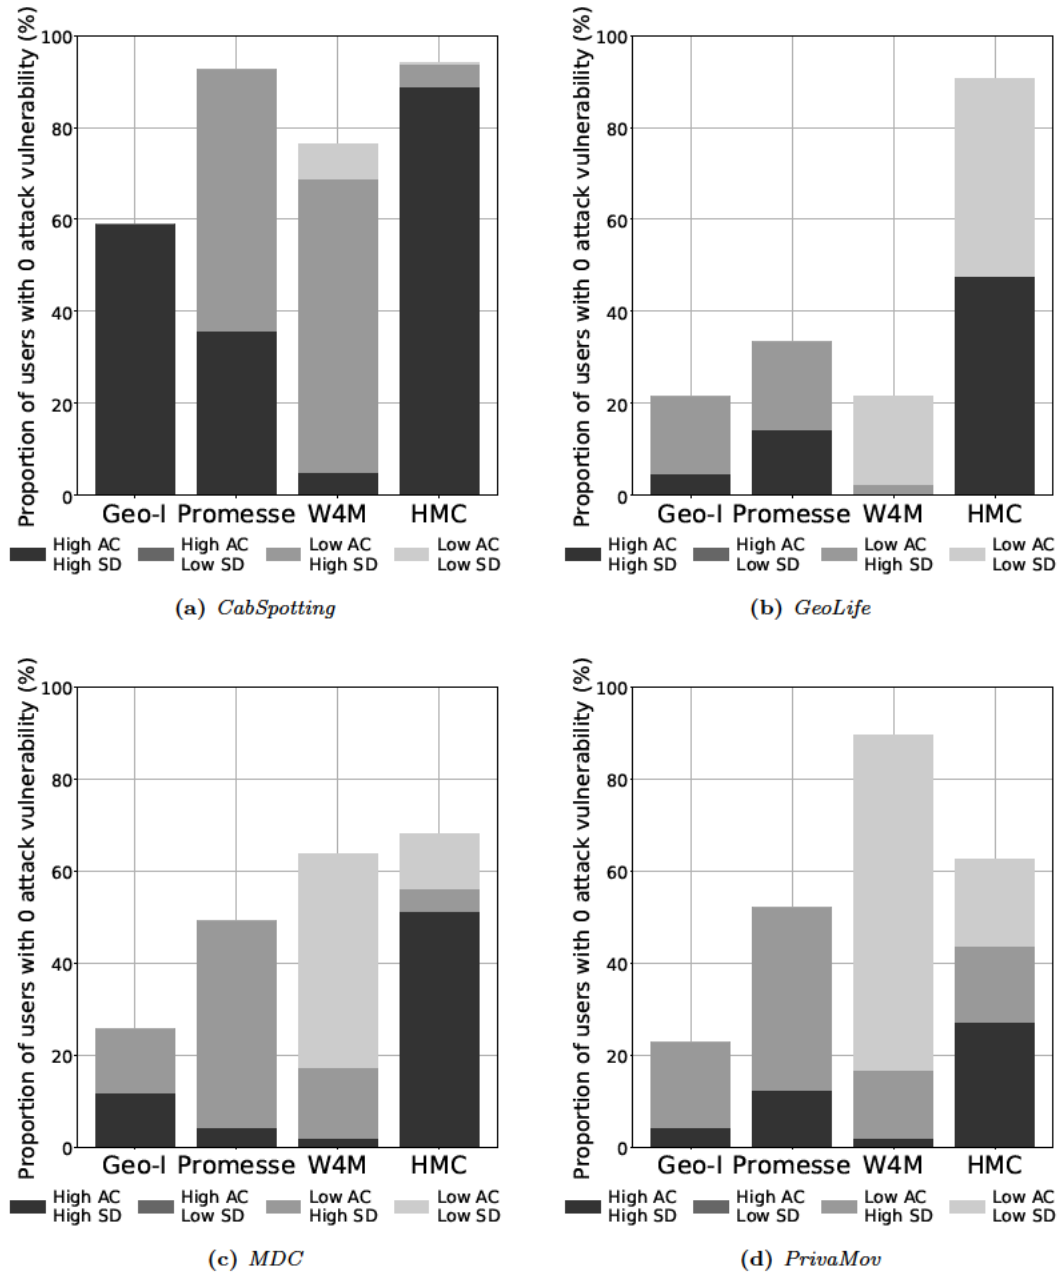 Proportion of users with 0 attack vulnerability (%)
100
80
60
40
20
0
Geo-I Promesse W4M HMC
High AC High SD
High AC Low SD
Low AC High SD
Low AC Low SD
(a) CabSpotting
Proportion of users with 0 attack vulnerability (%)
100
80
60
40
20
0
Geo-I Promesse W4M HMC
High AC High SD
High AC Low SD
Low AC High SD
Low AC Low SD
(b) GeoLife
Proportion of users with 0 attack vulnerability (%)
100
80
60
40
20
0
Geo-I Promesse W4M HMC
High AC High SD
High AC Low SD
Low AC High SD
Low AC Low SD
(c) MDC
Proportion of users with 0 attack vulnerability (%)
100
80
60
40
20
0
Geo-I Promesse W4M HMC
High AC High SD
High AC Low SD
Low AC High SD
Low AC Low SD
(d) PrivaMov